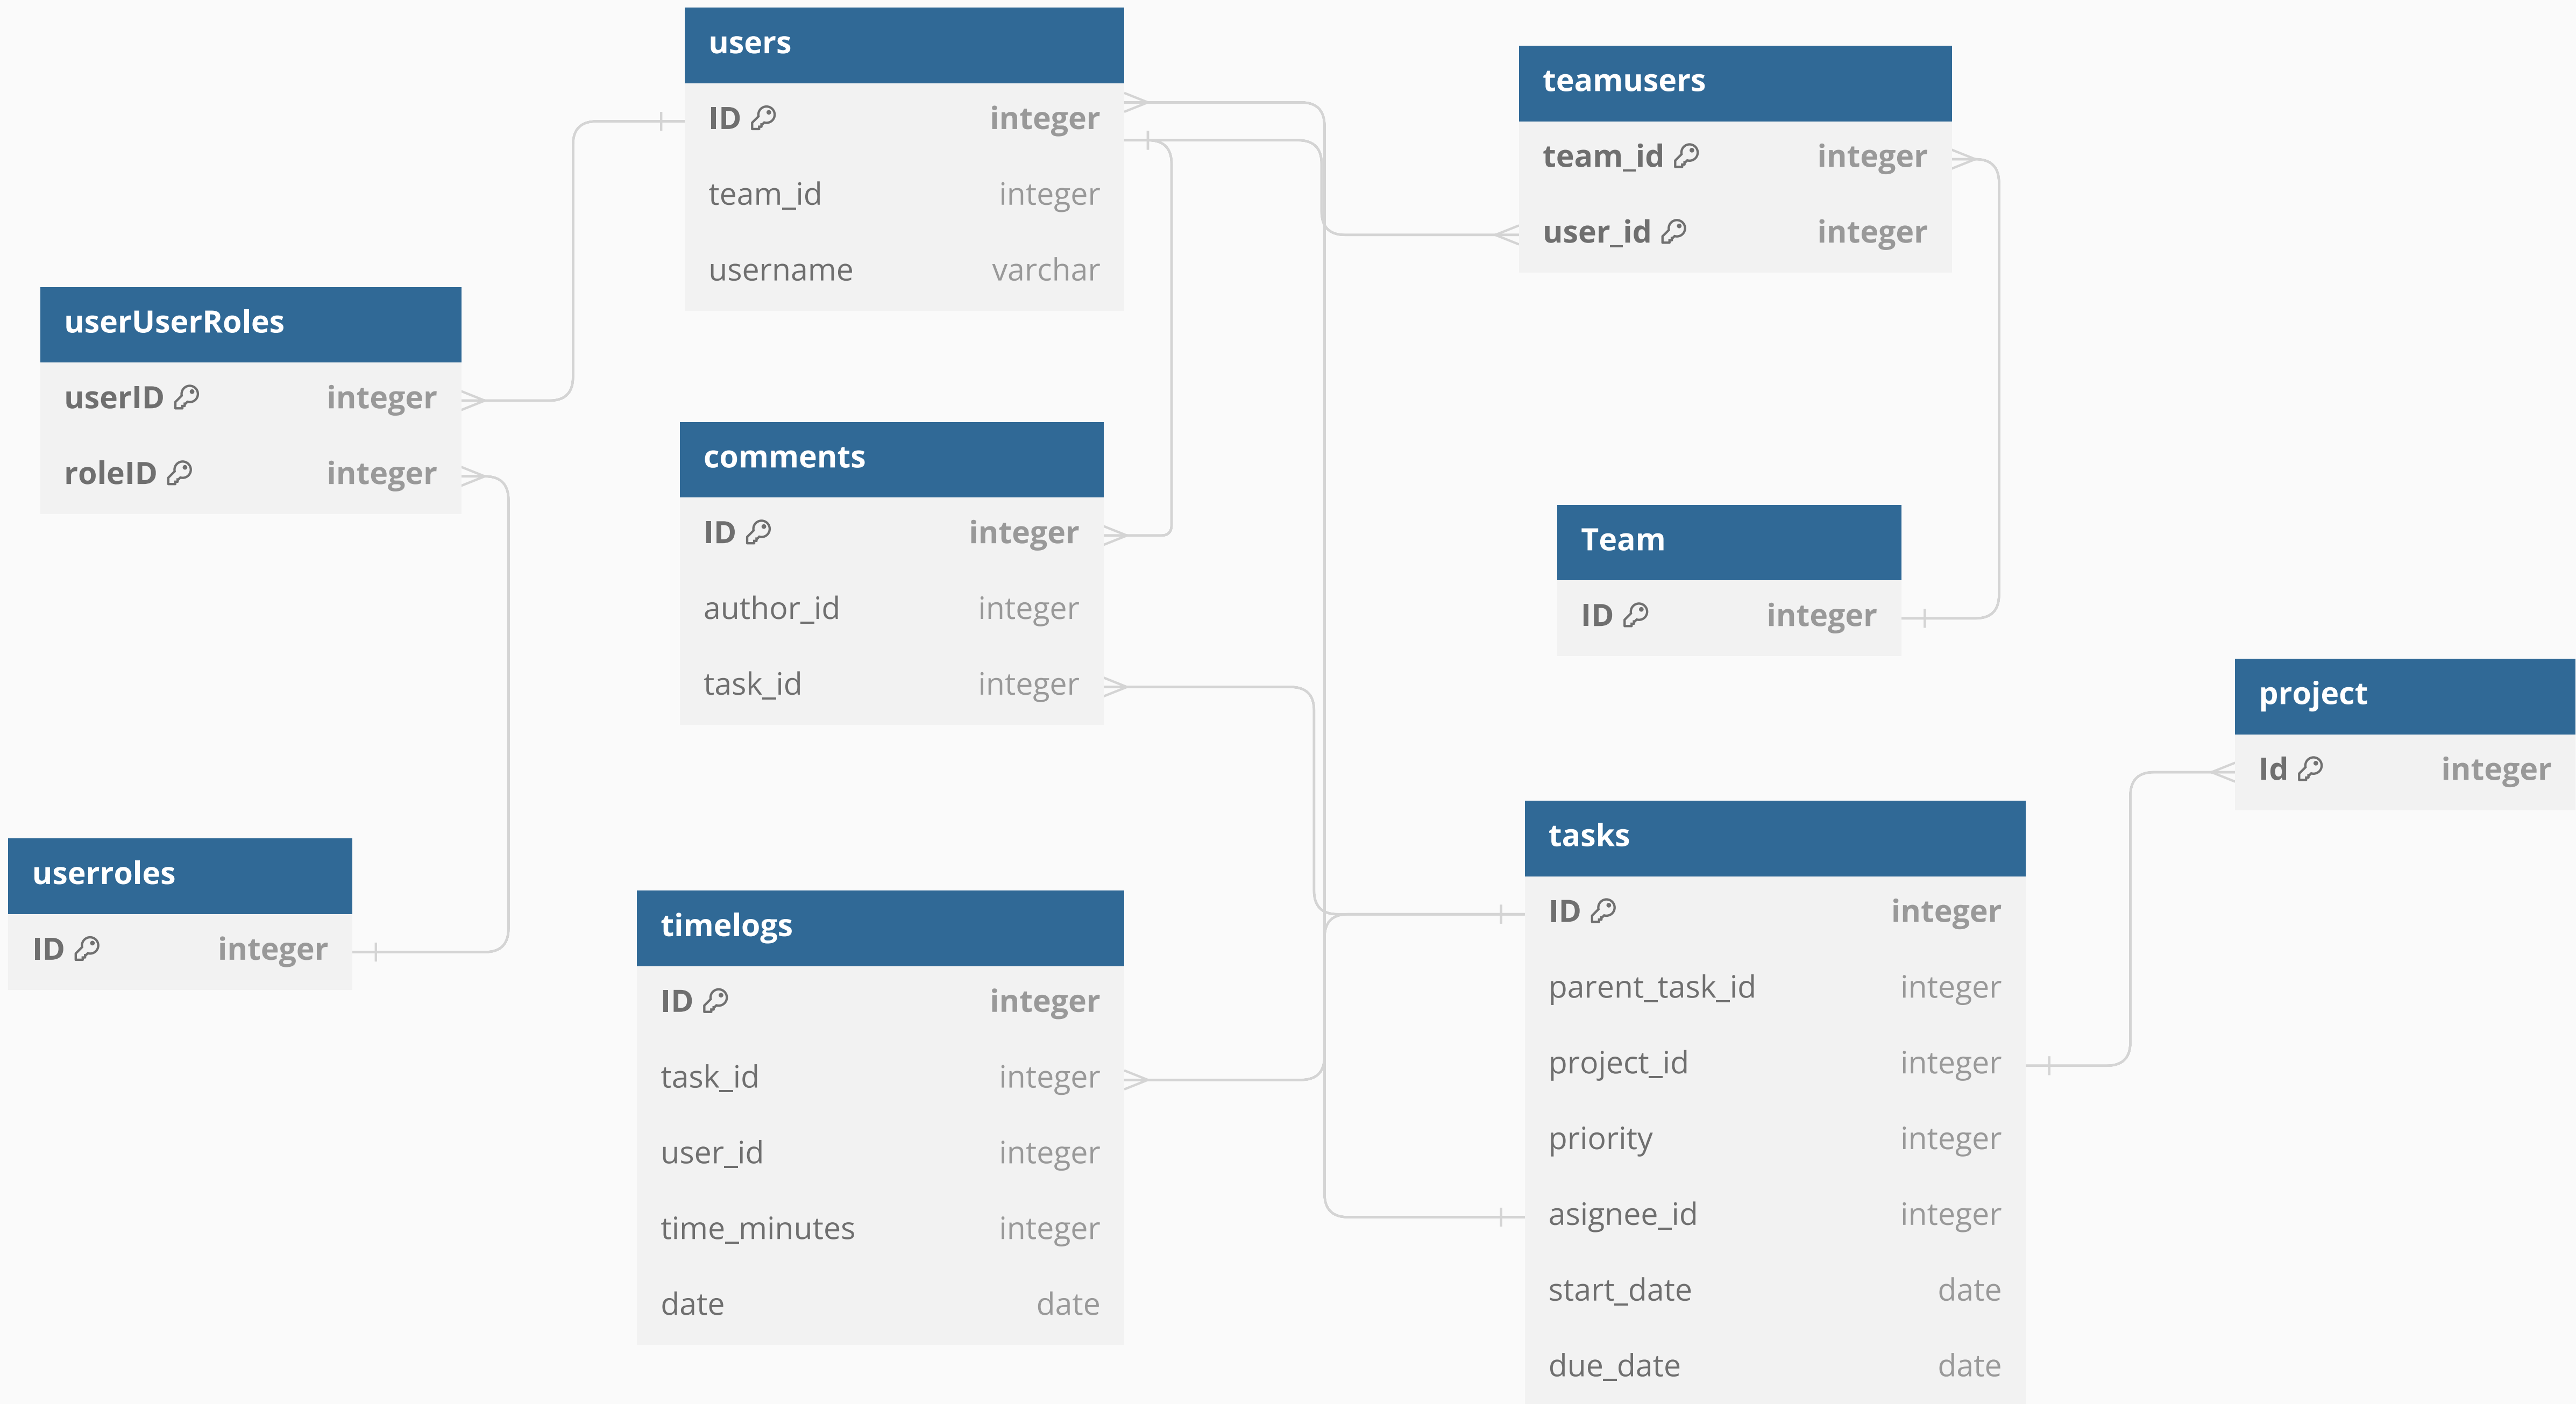 users
ID integer
team_id integer
username varchar
teamusers
team_id integer
user_id integer
userUserRoles
userID integer
roleID integer
comments
ID integer
author_id integer
task_id integer
Team
ID integer
project
Id integer
userroles
ID integer
timelogs
ID integer
task_id integer
user_id integer
time_minutes integer
date date
tasks
ID integer
parent_task_id integer
project_id integer
priority integer
asignee_id integer
start_date date
due_date date